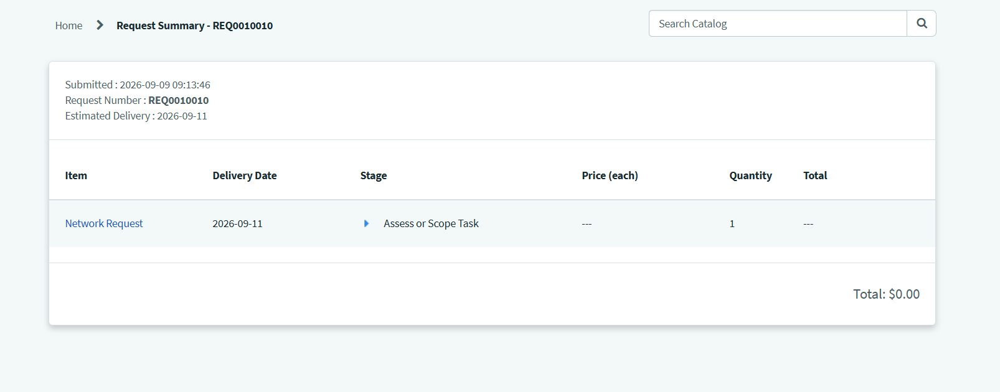 Home Request Summary - REQ0010010
Search Catalog
Submitted : 2026-09-09 09:13:46
Request Number : REQ0010010
Estimated Delivery : 2026-09-11
Item Delivery Date Stage Price (each) Quantity Total
Network Request 2026-09-11 Assess or Scope Task --- 1 ---
Total: $0.00